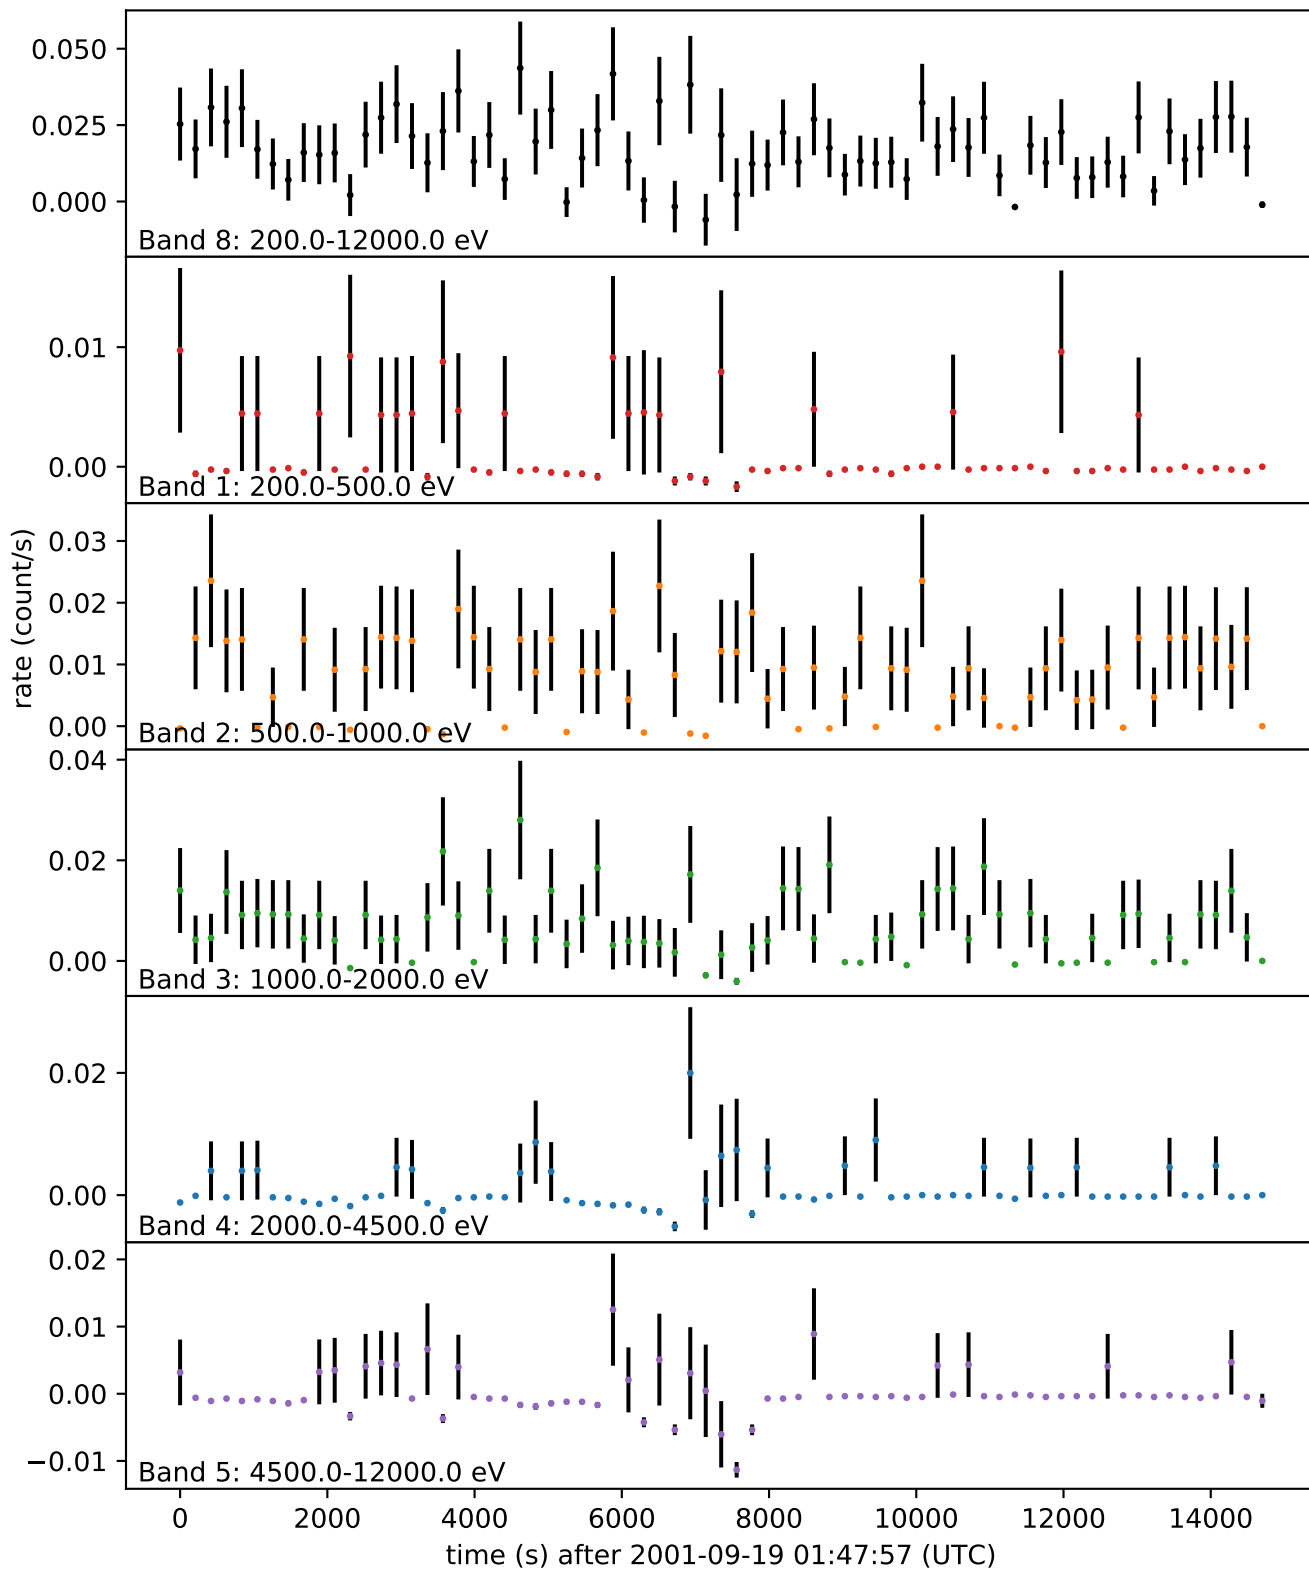 0.050
0.025
0.000
Band 8: 200.0-12000.0 eV
0.01
0.00
Band 1: 200.0-500.0 eV
rate (count/s)
0.03
0.02
0.01
0.00
Band 2: 500.0-1000.0 eV
0.04
0.02
0.00
Band 3: 1000.0-2000.0 eV
0.02
0.00
Band 4: 2000.0-4500.0 eV
0.02
0.01
0.00
−0.01
Band 5: 4500.0-12000.0 eV
0 2000 4000 6000 8000 10000 12000 14000
time (s) after 2001-09-19 01:47:57 (UTC)